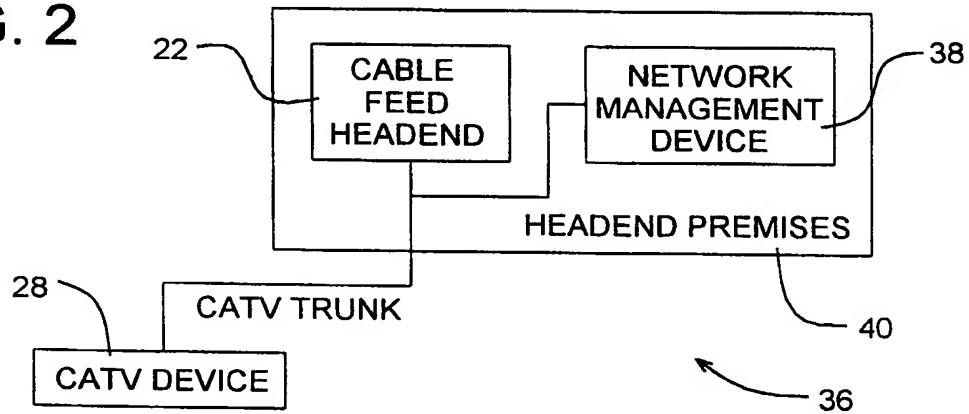 G. 2
22
CABLE
FEED
HEADEND
NETWORK
MANAGEMENT
DEVICE
38
HEADEND PREMISES
28
CATV TRUNK
40
CATV DEVICE
36